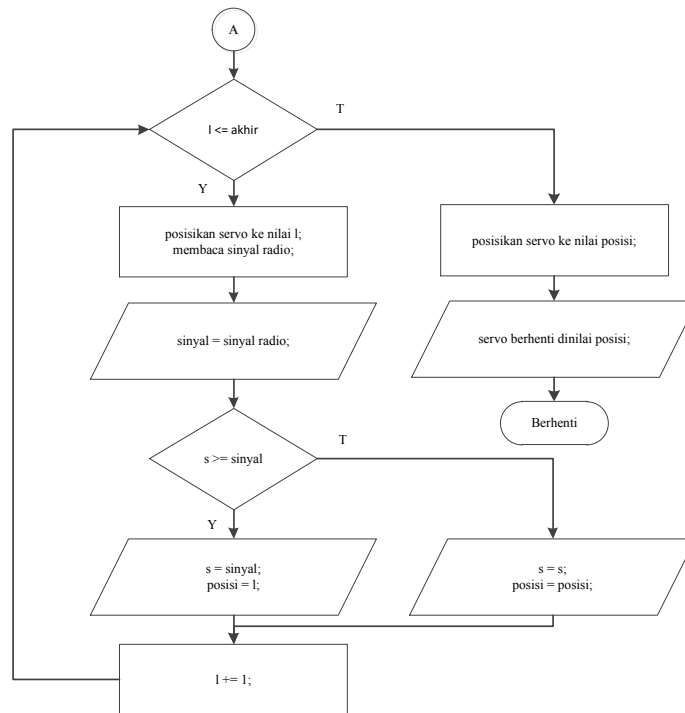 A
l <= akhir
T
Y
posisikan servo ke nilai l;
membaca sinyal radio;
posisikan servo ke nilai posisi;
sinyal = sinyal radio;
servo berhenti dinilai posisi;
Berhenti
s >= sinyal
T
Y
s = sinyal;
posisi = l;
s = s;
posisi = posisi;
l += 1;